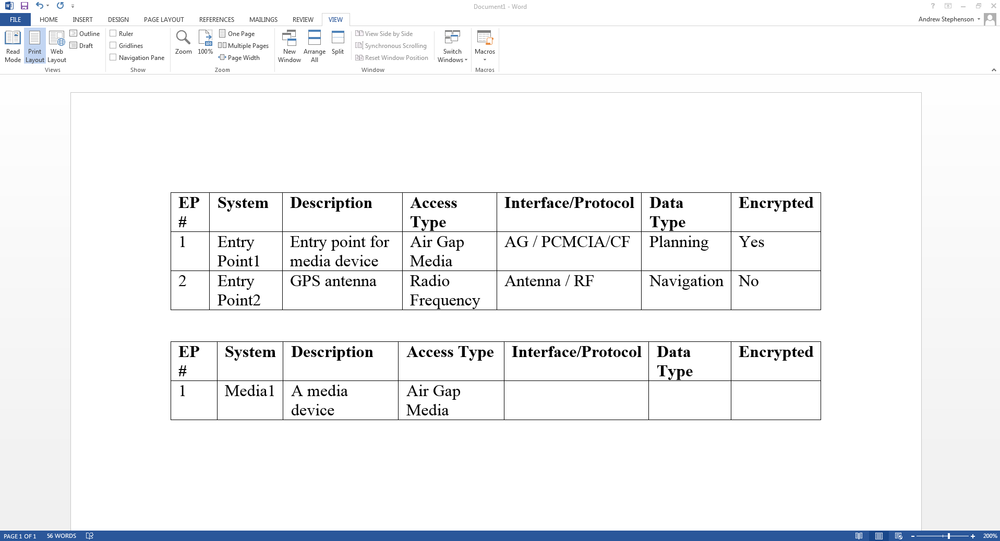 Document1 - Word
?
FILE HOME INSERT DESIGN PAGE LAYOUT REFERENCES MAILINGS REVIEW VIEW
Andrew Stephenson
Read Mode
Print Layout
Web Layout
Outline
Draft
Views
Ruler
Gridlines
Navigation Pane
Show
Zoom
100
100%
One Page
Multiple Pages
Page Width
Zoom
New Window
Arrange All
Split
View Side by Side
Synchronous Scrolling
Reset Window Position
Switch Windows
Window
Macros
Macros
EP # System Description Access Type Interface/Protocol Data Type Encrypted
1 Entry Point1 Entry point for media device Air Gap Media AG / PCMCIA/CF Planning Yes
2 Entry Point2 GPS antenna Radio Frequency Antenna / RF Navigation No
EP # System Description Access Type Interface/Protocol Data Type Encrypted
1 Media1 A media device Air Gap Media
PAGE 1 OF 1 56 WORDS
200%